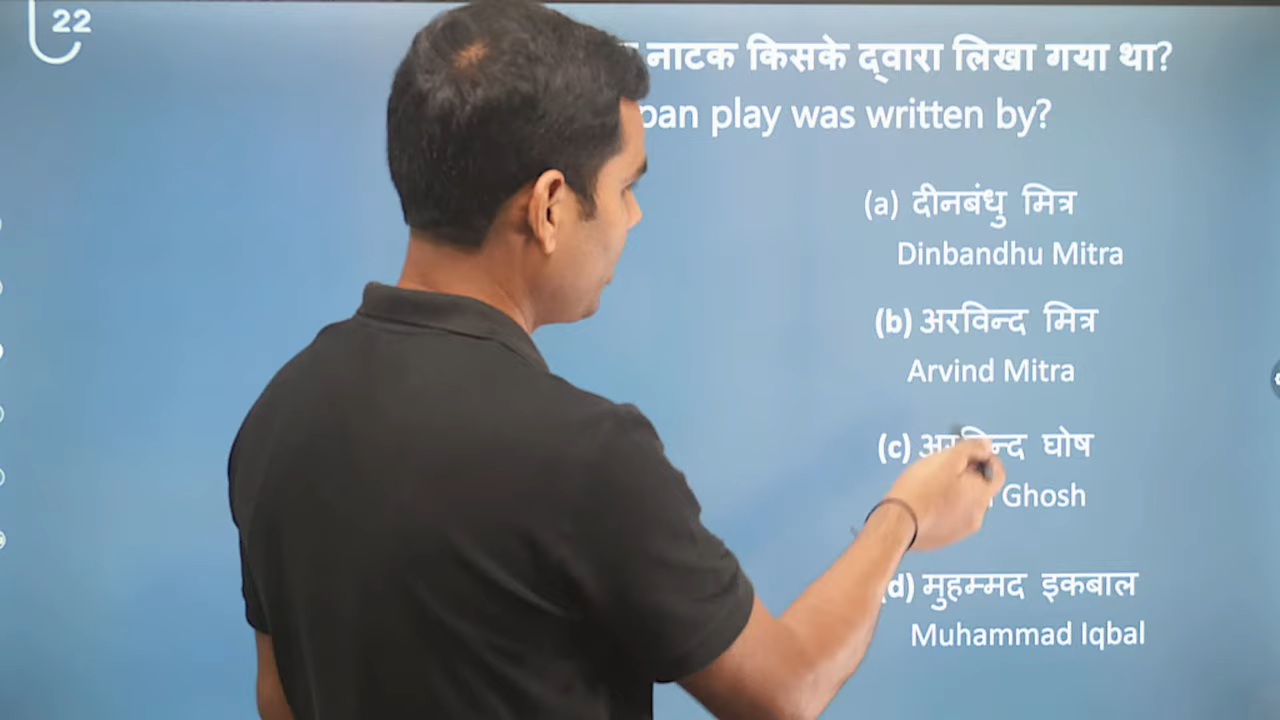 22
नाटक किसके द्वारा लिखा गया था?
play was written by?
(a) दीनबंधु मित्र
Dinbandhu Mitra
(b) अरविन्द मित्र
Arvind Mitra
(c) घोष
Ghosh
मुहम्मद इकबाल
Muhammad Iqbal